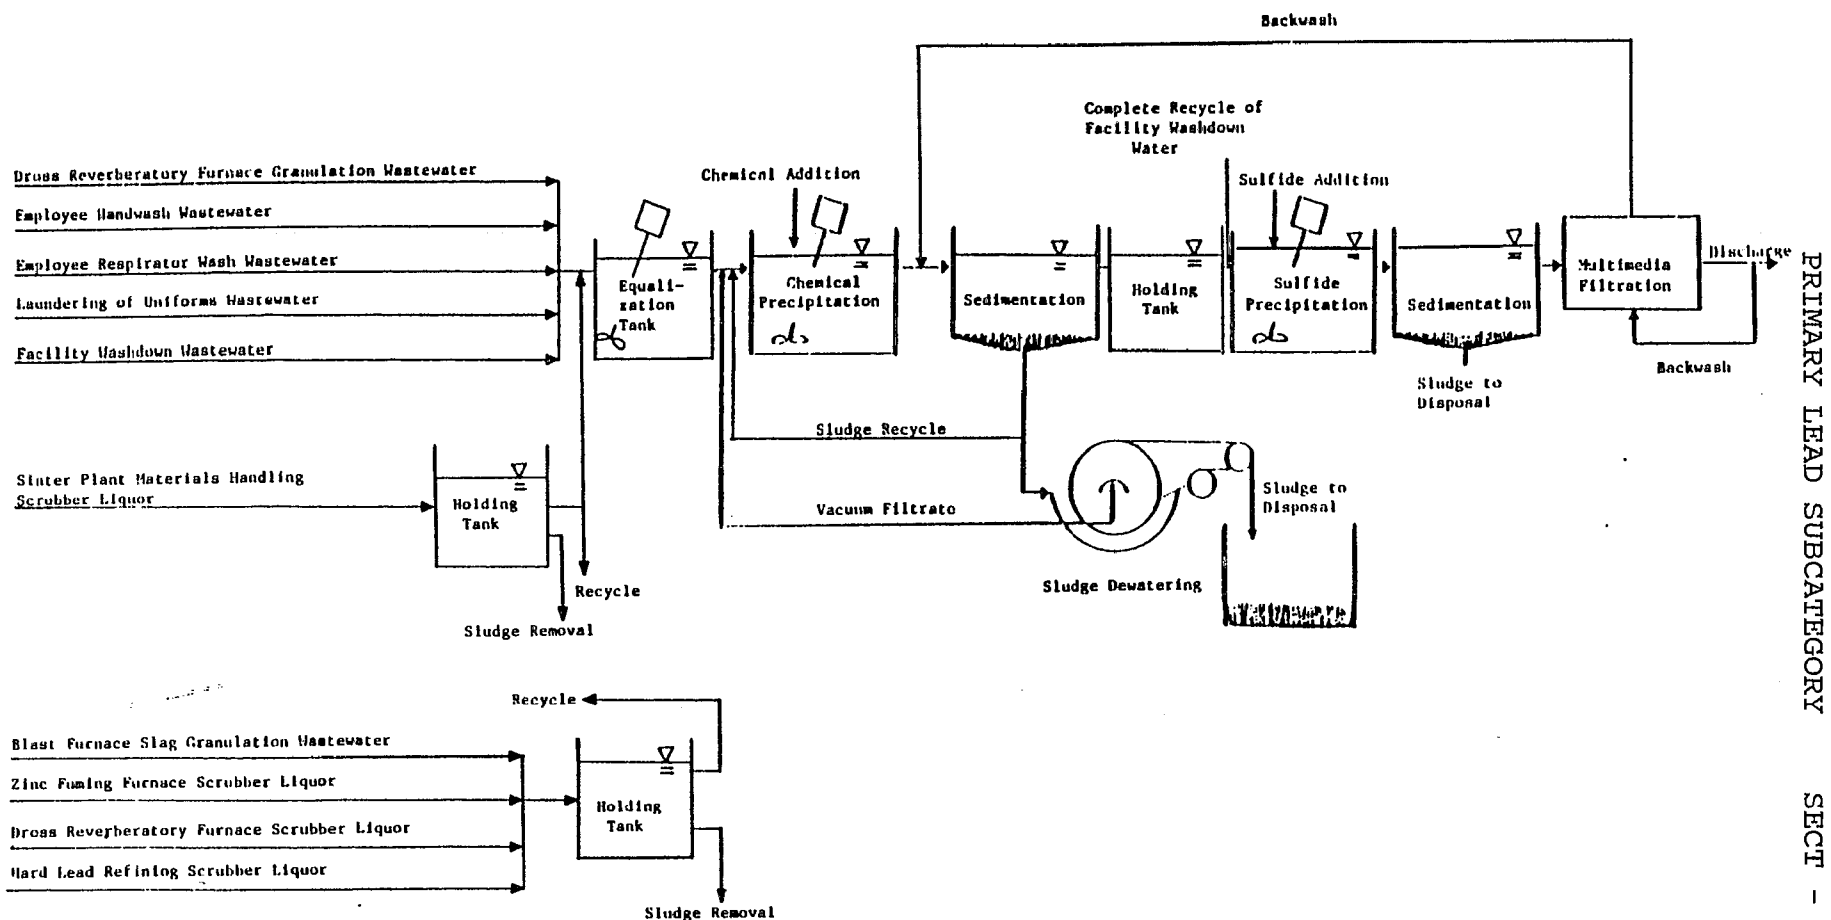 Backwash
Complete Recycle of
Facility Washdown
Water
Dross Reverberatory Furnace Granulation Wastewater
Chemical Addition
Sulfide Addition
Employee Handwash Wastewater
Employee Respirator Wash Wastewater
Laundering of Uniforms Wastewater
Facility Washdown Wastewater
Equali-
zation
Tank
Chemical
Precipitation
Sedimentation
Holding
Tank
Sulfide
Precipitation
Sedimentation
Multimedia
Filtration
Discharge
Backwash
Sludge to
Disposal
Sludge Recycle
Sinter Plant Materials Handling
Scrubber Liquor
Holding
Tank
Vacuum Filtrate
Sludge to
Disposal
Sludge Dewatering
Recycle
Sludge Removal
Recycle
Blast Furnace Slag Granulation Wastewater
Zinc Fuming Furnace Scrubber Liquor
Dross Reverberatory Furnace Scrubber Liquor
Hard Lead Refining Scrubber Liquor
Holding
Tank
Sludge Removal
PRIMARY LEAD SUBCATEGORY SECT -